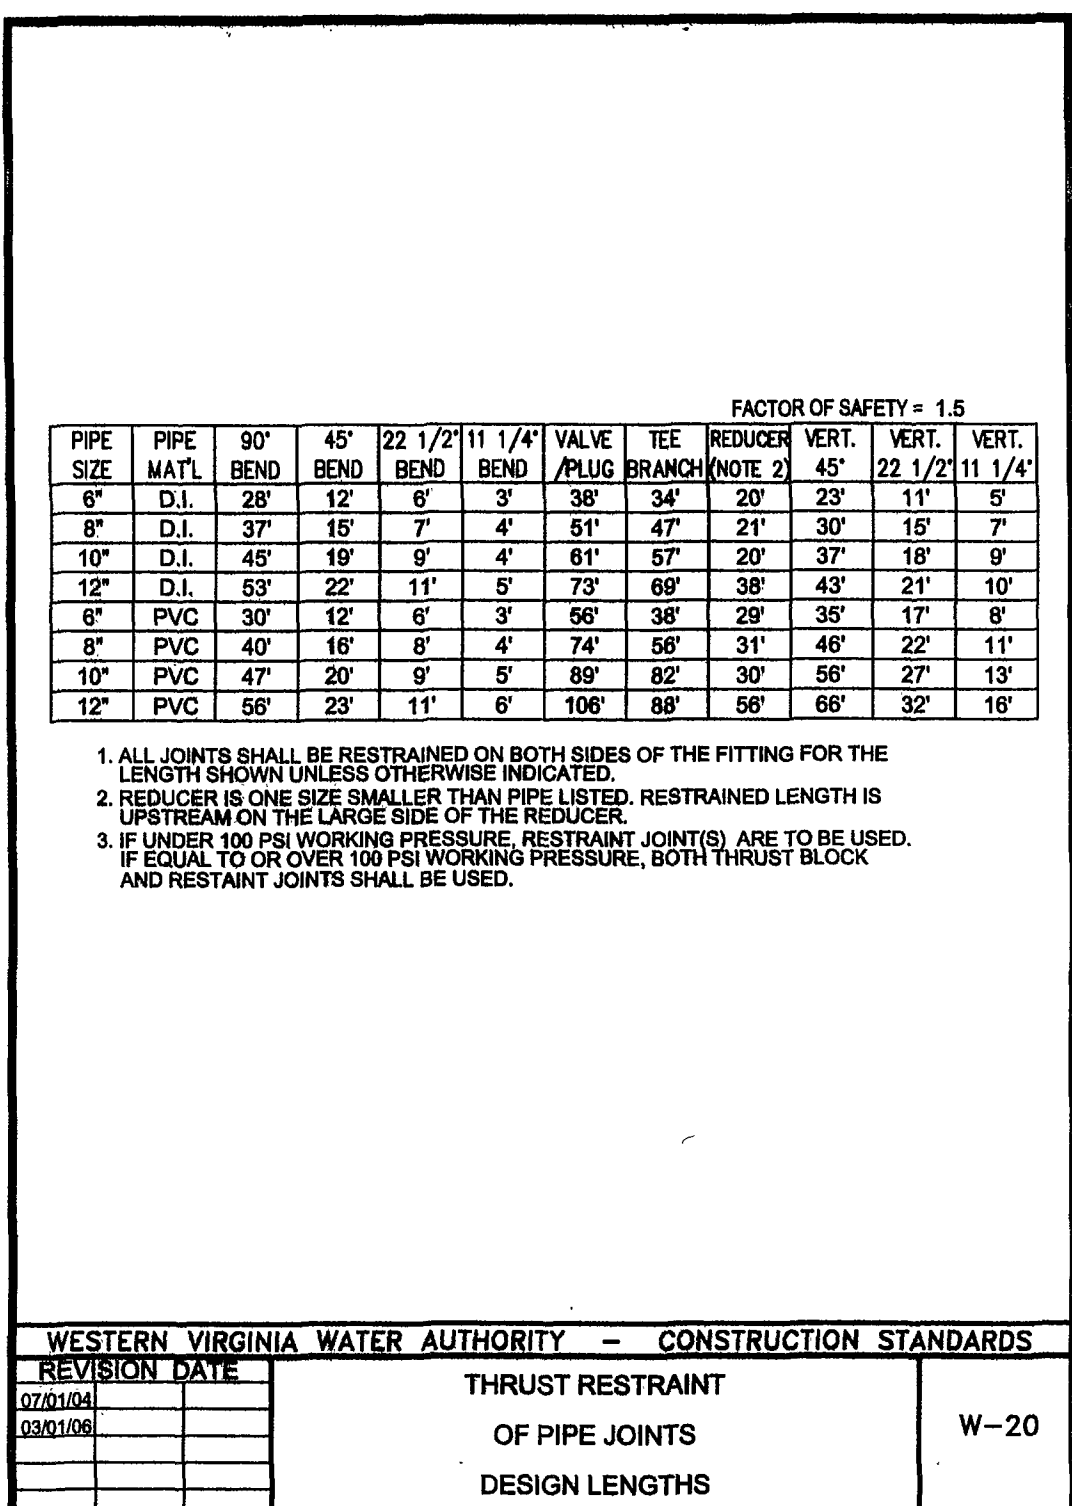 FACTOR OF SAFETY = 1.5
PIPE SIZE PIPE MAT'L 90° BEND 45° BEND 22 1/2° BEND 11 1/4° BEND VALVE /PLUG TEE BRANCH REDUCER (NOTE 2) VERT. 45° VERT. 22 1/2° VERT. 11 1/4°
6" D.I. 28' 12' 6' 3' 38' 34' 20' 23' 11' 5'
8" D.I. 37' 15' 7' 4' 51' 47' 21' 30' 15' 7'
10" D.I. 45' 19' 9' 4' 61' 57' 20' 37' 18' 9'
12" D.I. 53' 22' 11' 5' 73' 69' 38' 43' 21' 10'
6" PVC 30' 12' 6' 3' 56' 38' 29' 35' 17' 8'
8" PVC 40' 16' 8' 4' 74' 56' 31' 46' 22' 11'
10" PVC 47' 20' 9' 5' 89' 82' 30' 56' 27' 13'
12" PVC 56' 23' 11' 6' 106' 88' 56' 66' 32' 16'
1. ALL JOINTS SHALL BE RESTRAINED ON BOTH SIDES OF THE FITTING FOR THE
LENGTH SHOWN UNLESS OTHERWISE INDICATED.
2. REDUCER IS ONE SIZE SMALLER THAN PIPE LISTED. RESTRAINED LENGTH IS
UPSTREAM ON THE LARGE SIDE OF THE REDUCER.
3. IF UNDER 100 PSI WORKING PRESSURE, RESTRAINT JOINT(S) ARE TO BE USED.
IF EQUAL TO OR OVER 100 PSI WORKING PRESSURE, BOTH THRUST BLOCK
AND RESTAINT JOINTS SHALL BE USED.
WESTERN VIRGINIA WATER AUTHORITY – CONSTRUCTION STANDARDS
REVISION DATE
07/01/04
03/01/06
THRUST RESTRAINT
OF PIPE JOINTS
DESIGN LENGTHS
W-20